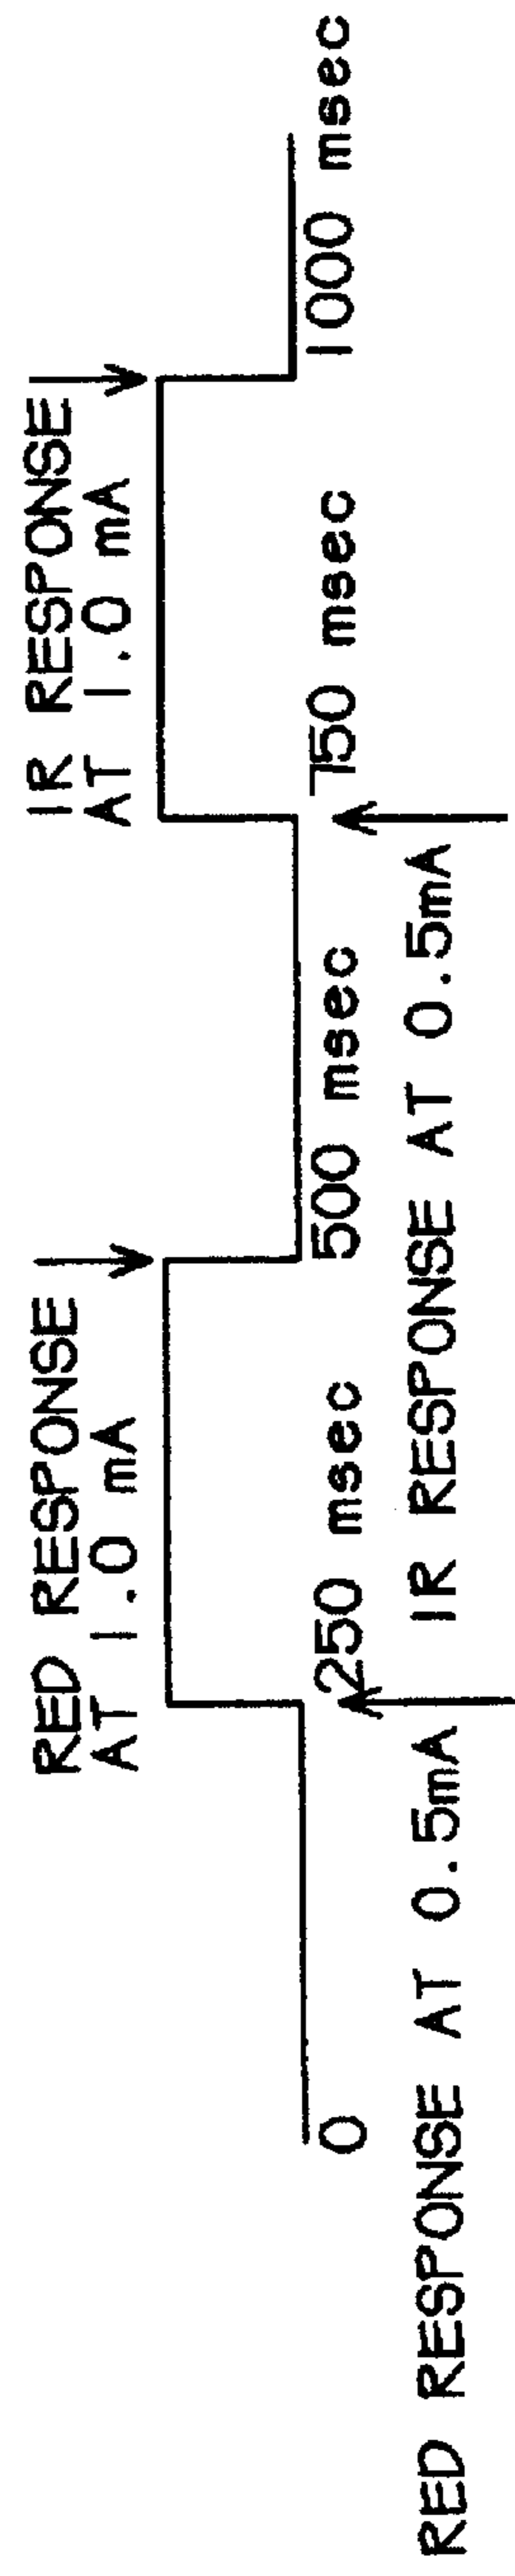 RED RESPONSE
AT 1.0 mA
IR RESPONSE
AT 1.0 mA
0
250 msec
500 msec
750 msec
1000 msec
RED RESPONSE AT 0.5mA
IR RESPONSE AT 0.5mA